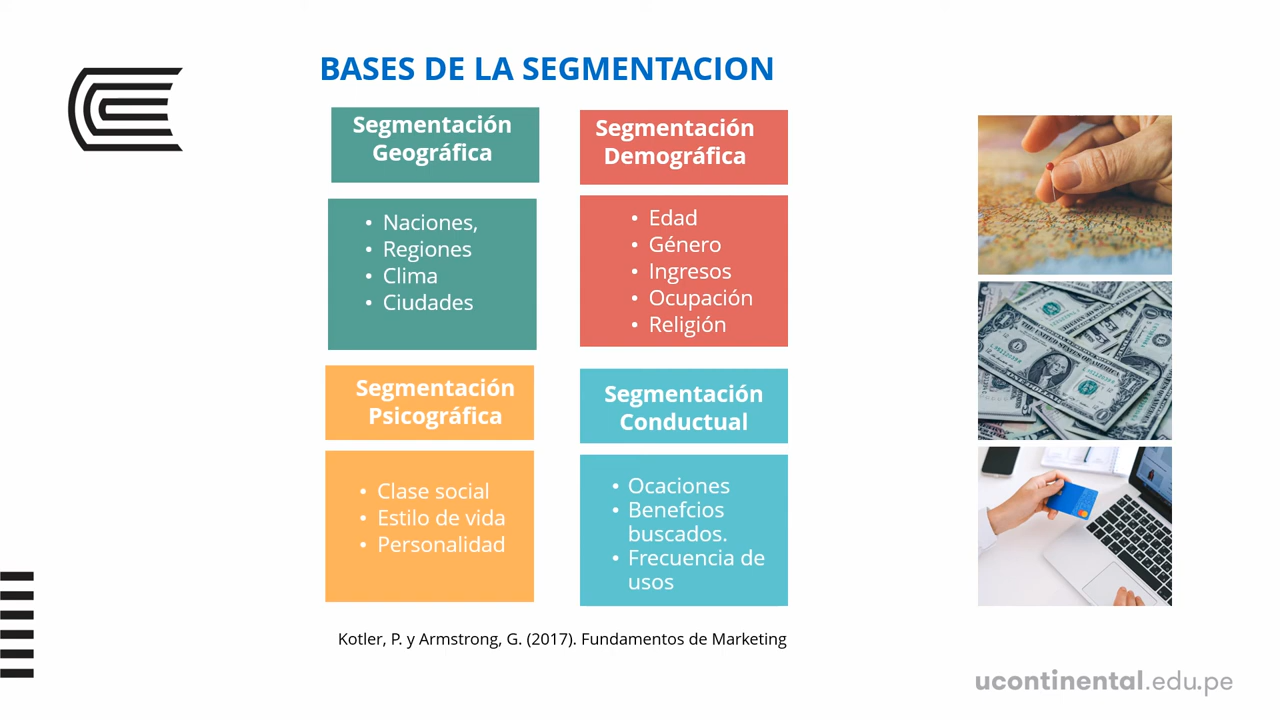 BASES DE LA SEGMENTACION
Segmentación
Geográfica
• Naciones,
• Regiones
• Clima
• Ciudades
Segmentación
Demográfica
• Edad
• Género
• Ingresos
• Ocupación
• Religión
Segmentación
Psicográfica
• Clase social
• Estilo de vida
• Personalidad
Segmentación
Conductual
• Ocaciones
• Benefcios
buscados.
• Frecuencia de
usos
Kotler, P. y Armstrong, G. (2017). Fundamentos de Marketing
ucontinental.edu.pe